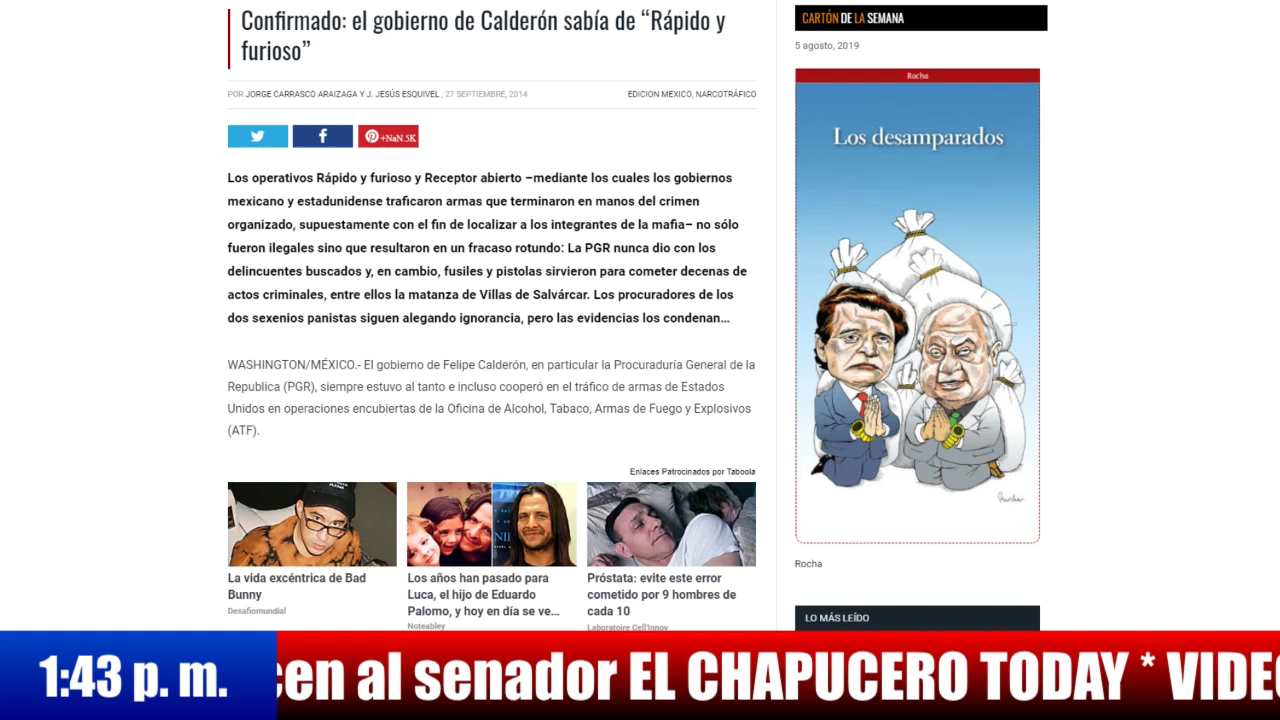 Confirmado: el gobierno de Calderón sabía de “Rápido y
furioso”
POR JORGE CARRASCO ARAIZAGA Y J. JESÚS ESQUIVEL , 27 SEPTIEMBRE, 2014
EDICION MEXICO, NARCOTRÁFICO
+NaN.5K
Los operativos Rápido y furioso y Receptor abierto –mediante los cuales los gobiernos
mexicano y estadunidense traficaron armas que terminaron en manos del crimen
organizado, supuestamente con el fin de localizar a los integrantes de la mafia– no sólo
fueron ilegales sino que resultaron en un fracaso rotundo: La PGR nunca dio con los
delincuentes buscados y, en cambio, fusiles y pistolas sirvieron para cometer decenas de
actos criminales, entre ellos la matanza de Villas de Salvárcar. Los procuradores de los
dos sexenios panistas siguen alegando ignorancia, pero las evidencias los condenan…
WASHINGTON/MÉXICO.- El gobierno de Felipe Calderón, en particular la Procuraduría General de la
Republica (PGR), siempre estuvo al tanto e incluso cooperó en el tráfico de armas de Estados
Unidos en operaciones encubiertas de la Oficina de Alcohol, Tabaco, Armas de Fuego y Explosivos
(ATF).
Enlaces Patrocinados por Taboola
La vida excéntrica de Bad
Bunny
Desafiomundial
Los años han pasado para
Luca, el hijo de Eduardo
Palomo, y hoy en día se ve…
Noteabley
Próstata: evite este error
cometido por 9 hombres de
cada 10
Laboratoire Cell'Innov
CARTÓN DE LA SEMANA
5 agosto, 2019
Rocha
Los desamparados
Rocha
Rocha
LO MÁS LEÍDO
1:43 p. m.
cen al senador EL CHAPUCERO TODAY * VIDE